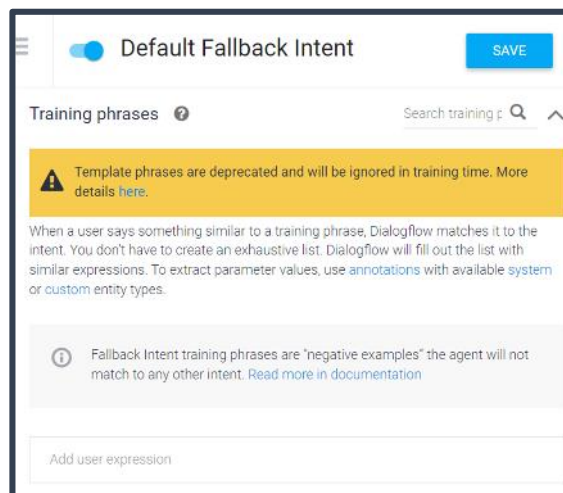 Default Fallback Intent
SAVE
Training phrases
Search training p
Template phrases are deprecated and will be ignored in training time. More
details here.
When a user says something similar to a training phrase, Dialogflow matches it to the
intent. You don't have to create an exhaustive list. Dialogflow will fill out the list with
similar expressions. To extract parameter values, use annotations with available system
or custom entity types.
Fallback Intent training phrases are "negative examples" the agent will not
match to any other intent. Read more in documentation
Add user expression